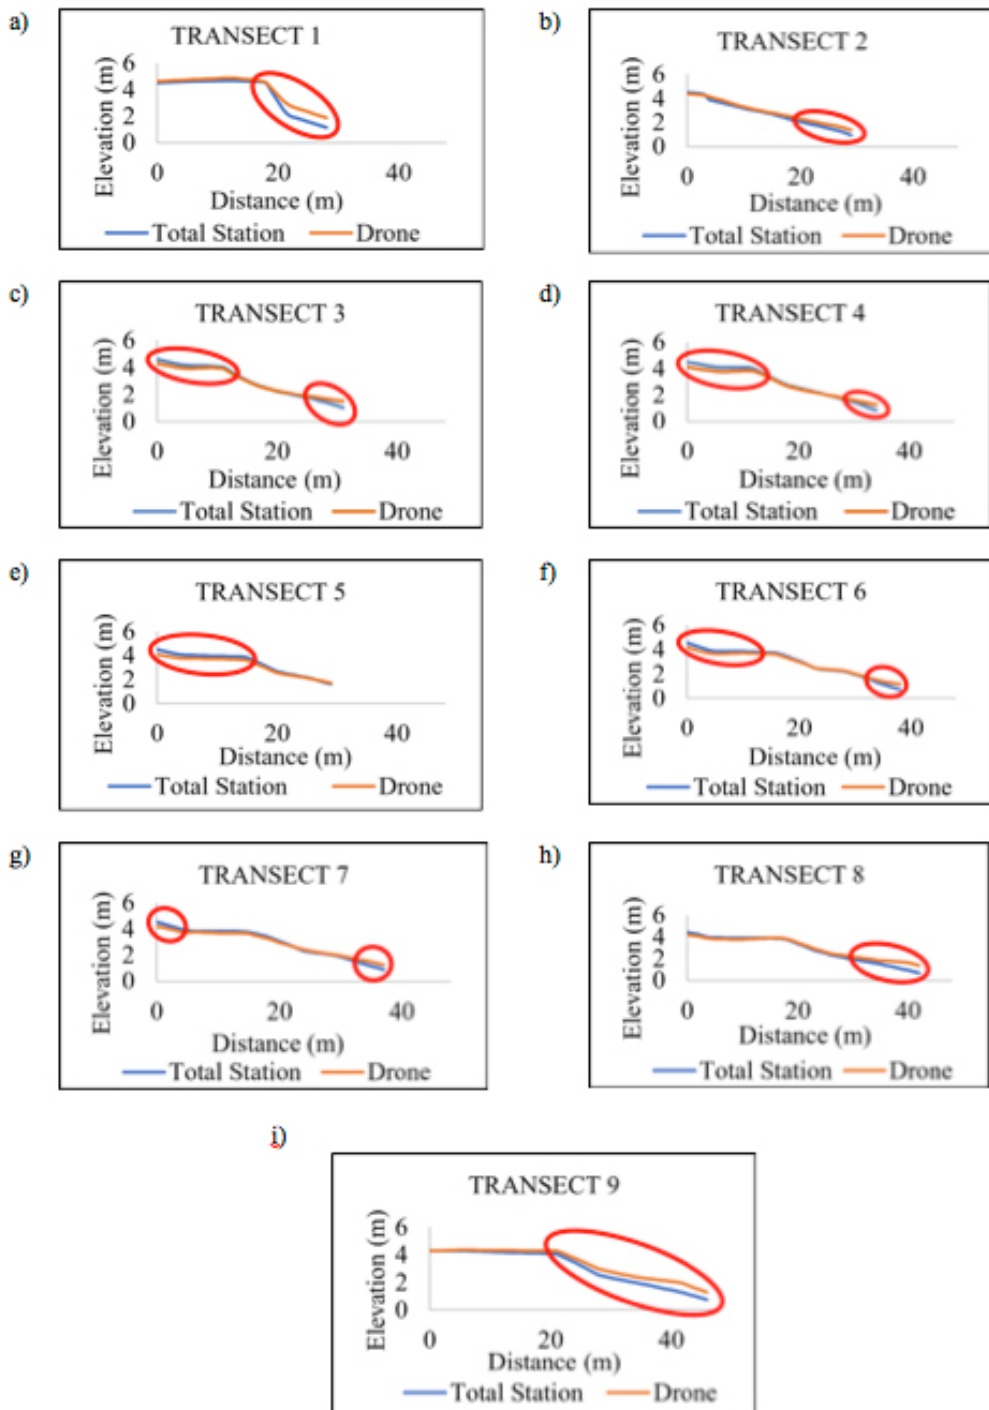 a)
TRANSECT 1
Elevation (m)
6
4
2
0
0 20 40
Distance (m)
Total Station Drone
b)
TRANSECT 2
Elevation (m)
6
4
2
0
0 20 40
Distance (m)
Total Station Drone
c)
TRANSECT 3
Elevation (m)
6
4
2
0
0 20 40
Distance (m)
Total Station Drone
d)
TRANSECT 4
Elevation (m)
6
4
2
0
0 20 40
Distance (m)
Total Station Drone
e)
TRANSECT 5
Elevation (m)
6
4
2
0
0 20 40
Distance (m)
Total Station Drone
f)
TRANSECT 6
Elevation (m)
6
4
2
0
0 20 40
Distance (m)
Total Station Drone
g)
TRANSECT 7
Elevation (m)
6
4
2
0
0 20 40
Distance (m)
Total Station Drone
h)
TRANSECT 8
Elevation (m)
6
4
2
0
0 20 40
Distance (m)
Total Station Drone
i)
TRANSECT 9
Elevation (m)
6
4
2
0
0 20 40
Distance (m)
Total Station Drone